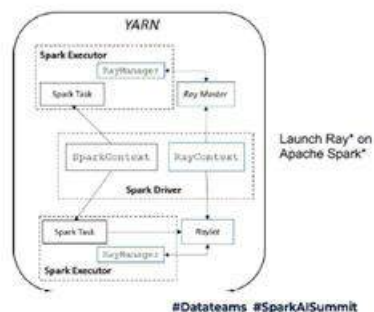 YARN
Spark Executor
RayManager
Spark Task
Ray Master
SparkContext
RayContext
Spark Driver
Spark Task
Raylet
RayManager
Spark Executor
Launch Ray* on
Apache Spark*
#Datateams #SparkAISummit